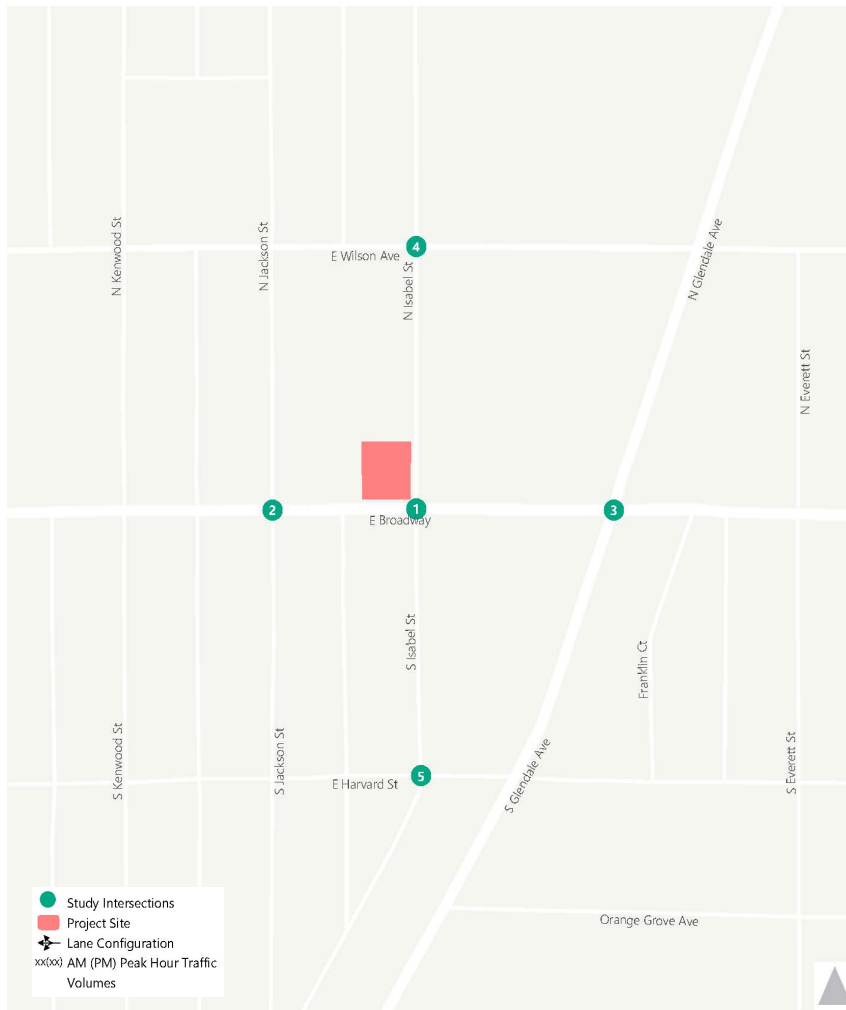 N Kenwood St
N Jackson St
E Wilson Ave
4
N Isabel St
N Glendale Ave
N Everett St
2
1
3
E Broadway
S Isabel St
Franklin Ct
S Kenwood St
S Jackson St
E Harvard St
5
S Glendale Ave
S Everett St
Orange Grove Ave
Study Intersections
Project Site
Lane Configuration
xx(xx) AM (PM) Peak Hour Traffic
Volumes